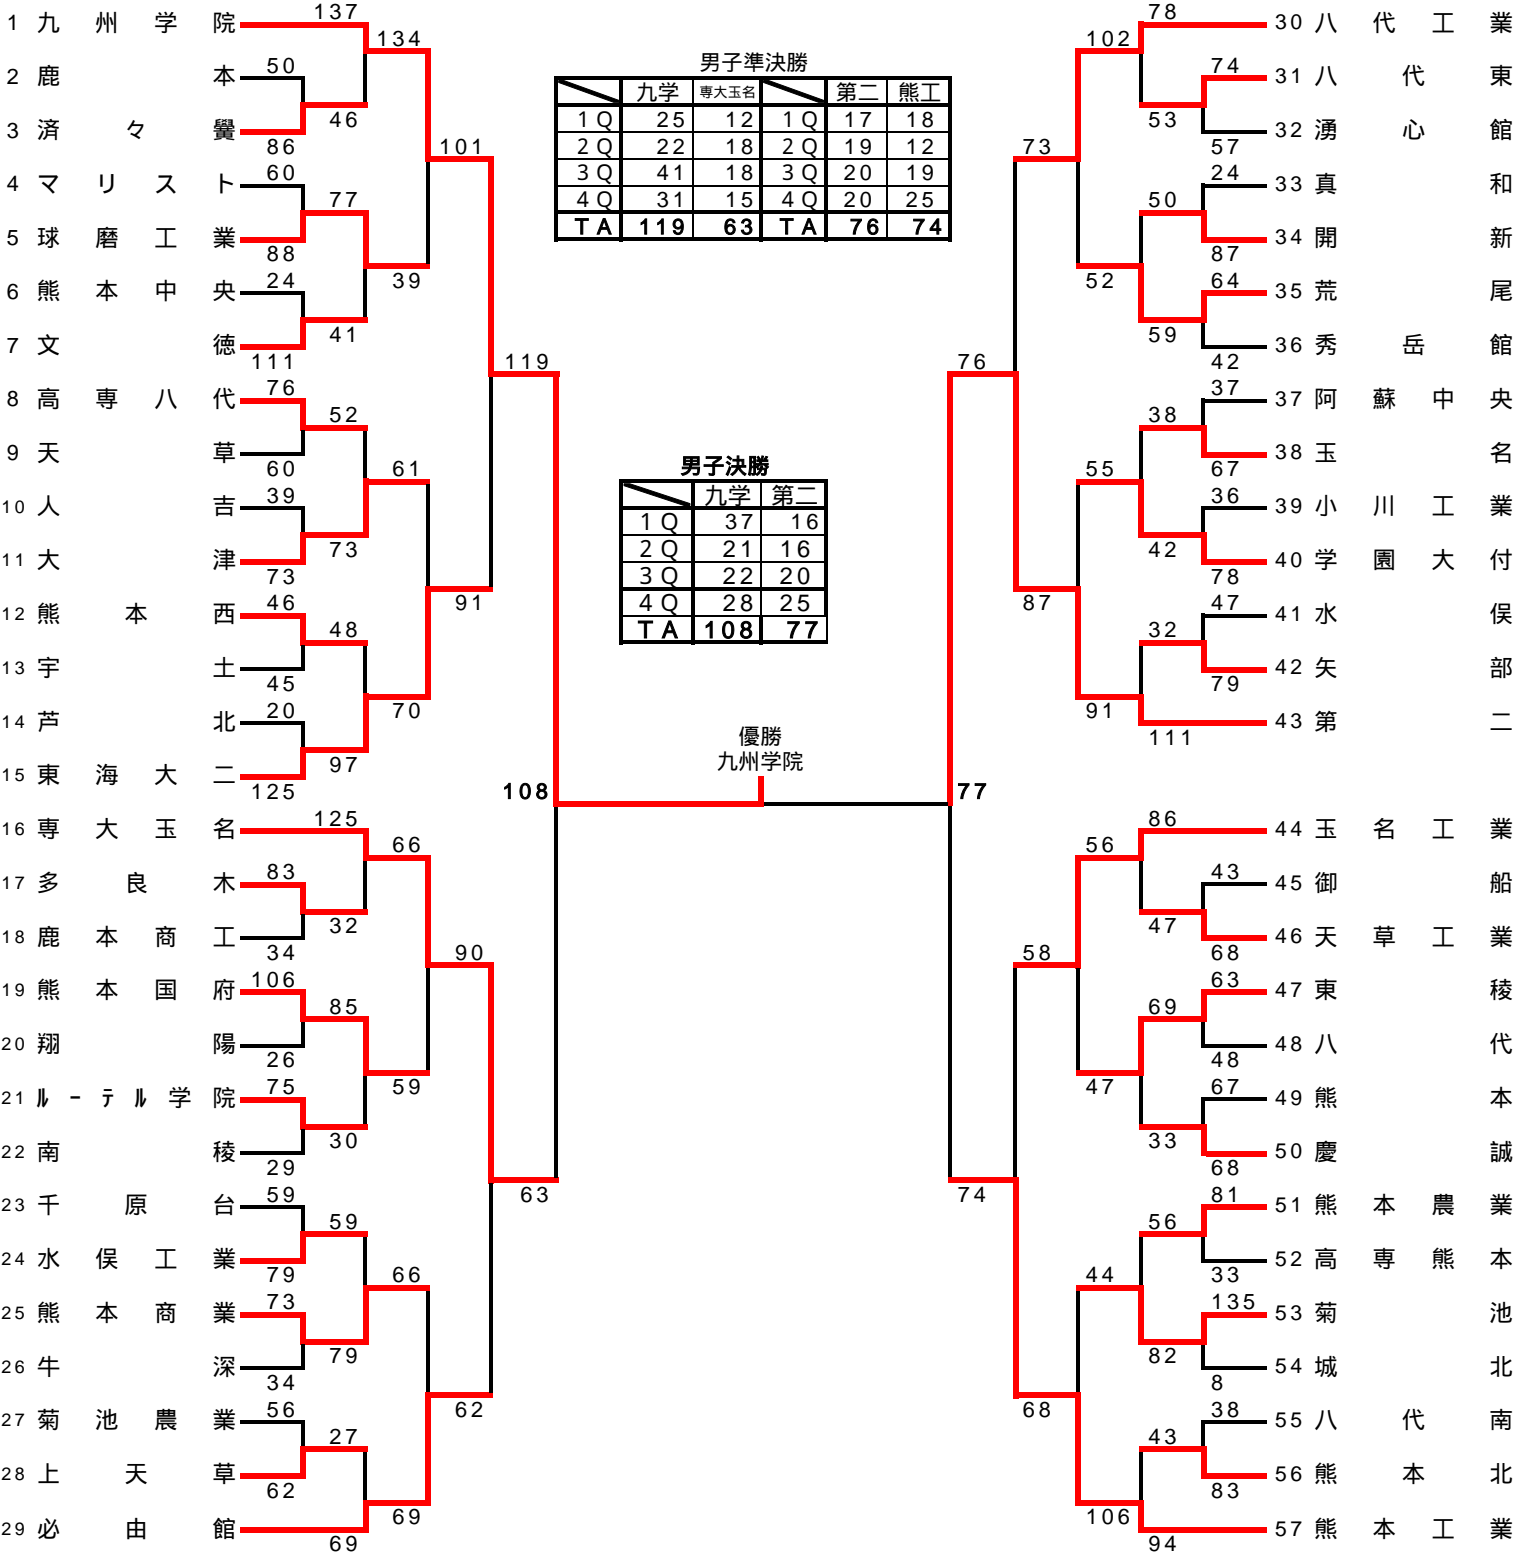 1 九州学院 137
134
2 鹿本 50
46
3 済々黌 86
101
4 マリスト 60
77
5 球磨工業 88
39
6 熊本中央 24
41
7 文徳 111
119
8 高専八代 76
52
9 天草 60
61
10 人吉 39
73
11 大津 73
91
12 熊本西 46
48
13 宇土 45
70
14 芦北 20
97
15 東海大二 125
108
16 専大玉名 125
66
17 多良木 83
32
18 鹿本商工 34
90
19 熊本国府 106
85
20 翔陽 26
59
21 ルーテル学院 75
30
22 南稜 29
63
23 千原台 59
59
24 水俣工業 79
66
25 熊本商業 73
79
26 牛深 34
62
27 菊池農業 56
27
28 上天草 62
69
29 必由館 69
男子準決勝
九学 専大玉名 第二 熊工
1Q 25 12 1Q 17 18
2Q 22 18 2Q 19 12
3Q 41 18 3Q 20 19
4Q 31 15 4Q 20 25
TA 119 63 TA 76 74
男子決勝
九学 第二
1Q 37 16
2Q 21 16
3Q 22 20
4Q 28 25
TA 108 77
優勝
九州学院
78 30 八代工業
102
74 31 八代東
53
57 32 湧心館
73
24 33 真和
50
87 34 開新
52
64 35 荒尾
59
42 36 秀岳館
76
37 37 阿蘇中央
38
67 38 玉名
55
36 39 小川工業
42
78 40 学園大付
87
47 41 水俣
32
79 42 矢部
91
111 43 第二
77
86 44 玉名工業
56
43 45 御船
47
68 46 天草工業
58
63 47 東稜
69
48 48 八代
47
67 49 熊本
33
68 50 慶誠
74
81 51 熊本農業
56
33 52 高専熊本
44
135 53 菊池
82
8 54 城北
68
38 55 八代南
43
83 56 熊本北
106
94 57 熊本工業